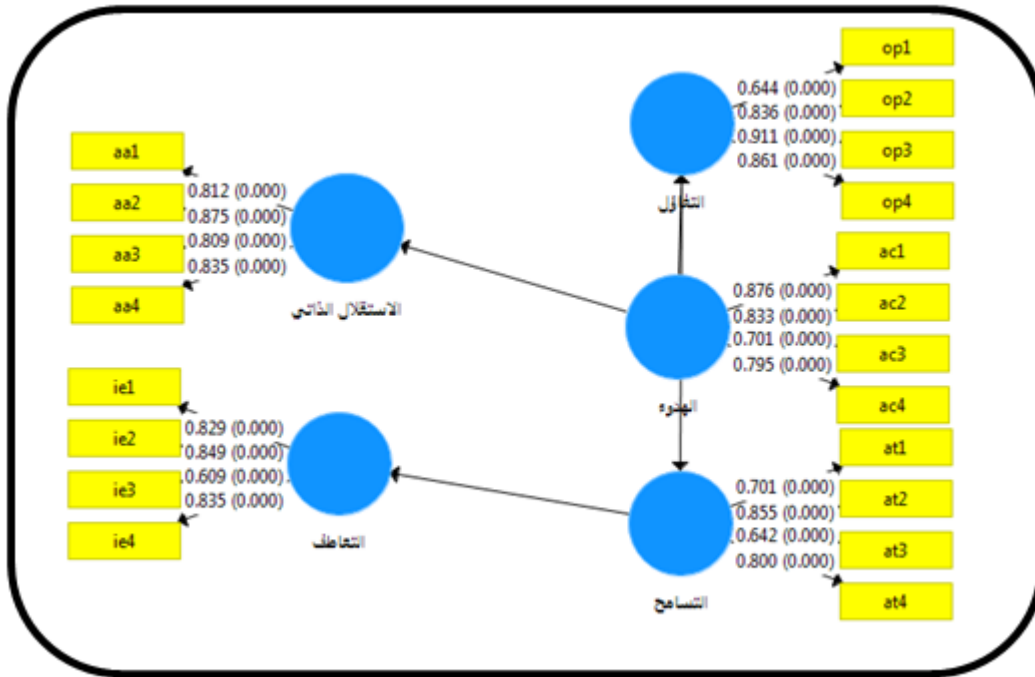 op1
0.644 (0.000)
op2
0.836 (0.000)
0.911 (0.000)
op3
0.861 (0.000)
op4
التفاؤل
aa1
0.812 (0.000)
aa2
0.875 (0.000)
0.809 (0.000)
aa3
0.835 (0.000)
aa4
الاستقلال الذاتي
ac1
0.876 (0.000)
ac2
0.833 (0.000)
0.701 (0.000)
ac3
0.795 (0.000)
ac4
الهدوء
ie1
0.829 (0.000)
ie2
0.849 (0.000)
0.609 (0.000)
ie3
0.835 (0.000)
ie4
التعاطف
at1
0.701 (0.000)
at2
0.855 (0.000)
0.642 (0.000)
at3
0.800 (0.000)
at4
التسامح